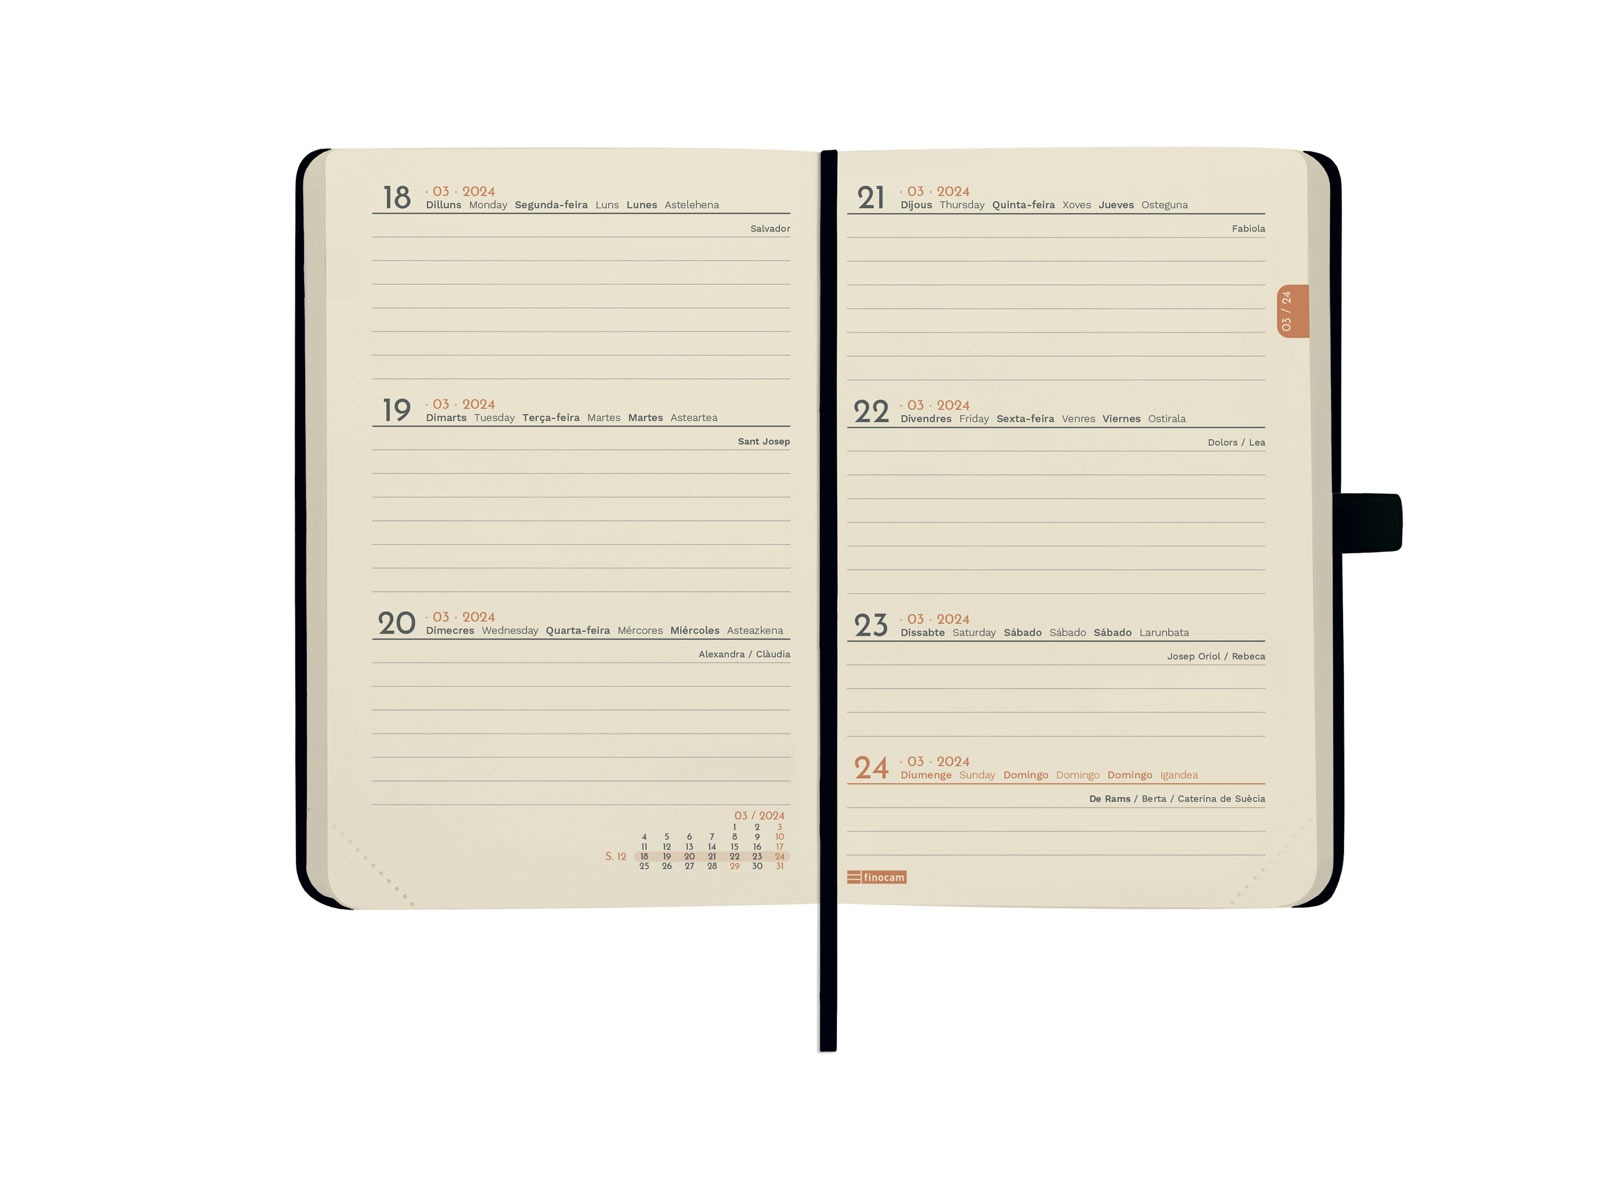 18 · 03 · 2024
Dilluns Monday Segunda-feira Luns Lunes Astelehena
Salvador
19 · 03 · 2024
Dimarts Tuesday Terça-feira Martes Martes Asteartea
Sant Josep
20 · 03 · 2024
Dimecres Wednesday Quarta-feira Mércores Miércoles Asteazkena
Alexandra / Clàudia
03 / 2024
1 2 3
4 5 6 7 8 9 10
11 12 13 14 15 16 17
S. 12 18 19 20 21 22 23 24
25 26 27 28 29 30 31
21 · 03 · 2024
Dijous Thursday Quinta-feira Xoves Jueves Osteguna
Fabiola
03 / 24
22 · 03 · 2024
Divendres Friday Sexta-feira Venres Viernes Ostirala
Dolors / Lea
23 · 03 · 2024
Dissabte Saturday Sábado Sábado Sábado Larunbata
Josep Oriol / Rebeca
24 · 03 · 2024
Diumenge Sunday Domingo Domingo Domingo Igandea
De Rams / Berta / Caterina de Suècia
finocam